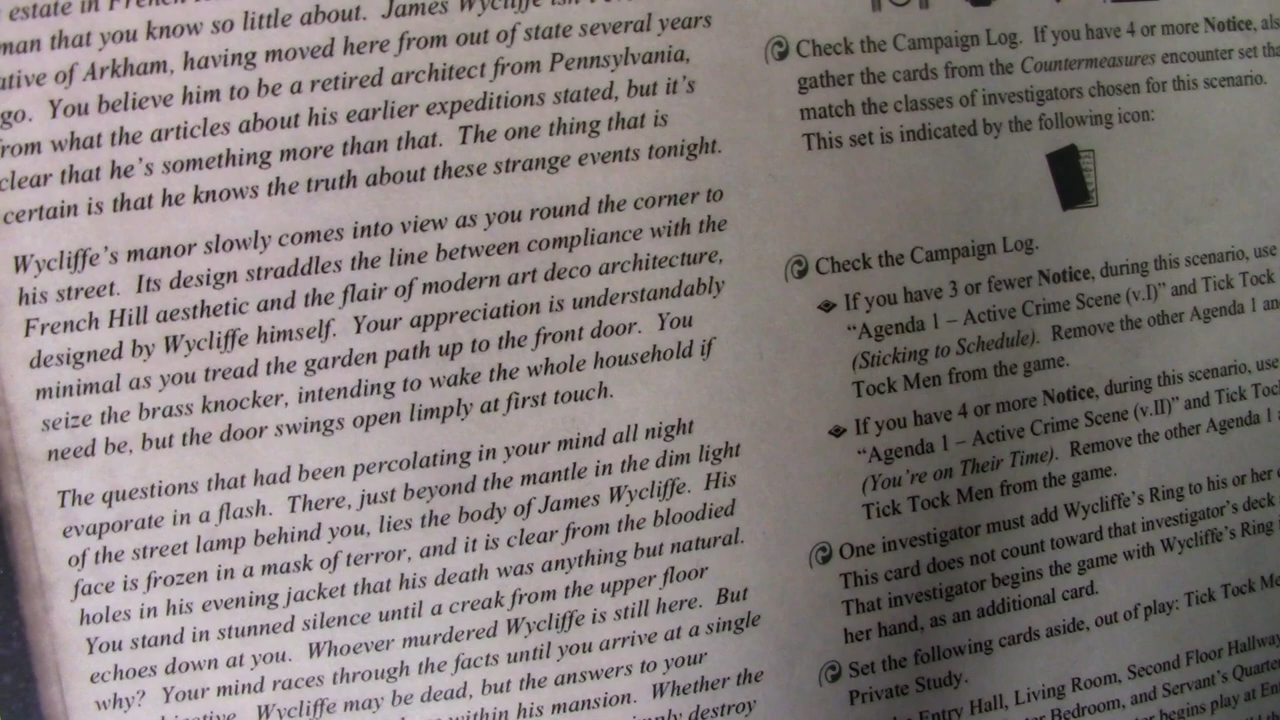 estate in French
man that you know so little about. James Wycliffe isn't
ative of Arkham, having moved here from out of state several years
go. You believe him to be a retired architect from Pennsylvania,
rom what the articles about his earlier expeditions stated, but it's
clear that he's something more than that. The one thing that is
certain is that he knows the truth about these strange events tonight.
Wycliffe's manor slowly comes into view as you round the corner to
his street. Its design straddles the line between compliance with the
French Hill aesthetic and the flair of modern art deco architecture,
designed by Wycliffe himself. Your appreciation is understandably
minimal as you tread the garden path up to the front door. You
seize the brass knocker, intending to wake the whole household if
need be, but the door swings open limply at first touch.
The questions that had been percolating in your mind all night
evaporate in a flash. There, just beyond the mantle in the dim light
of the street lamp behind you, lies the body of James Wycliffe. His
face is frozen in a mask of terror, and it is clear from the bloodied
holes in his evening jacket that his death was anything but natural.
You stand in stunned silence until a creak from the upper floor
echoes down at you. Whoever murdered Wycliffe is still here. But
why? Your mind races through the facts until you arrive at a single
Wycliffe may be dead, but the answers to your
within his mansion. Whether the
destroy
Check the Campaign Log. If you have 4 or more Notice, als
gather the cards from the Countermeasures encounter set tha
match the classes of investigators chosen for this scenario.
This set is indicated by the following icon:
Check the Campaign Log.
If you have 3 or fewer Notice, during this scenario, use
“Agenda 1 – Active Crime Scene (v.I)” and Tick Tock
(Sticking to Schedule). Remove the other Agenda 1 an
Tock Men from the game.
If you have 4 or more Notice, during this scenario, use
“Agenda 1 – Active Crime Scene (v.II)” and Tick Toc
(You're on Their Time). Remove the other Agenda 1
Tick Tock Men from the game.
One investigator must add Wycliffe's Ring to his or her
This card does not count toward that investigator's deck
That investigator begins the game with Wycliffe's Ring
her hand, as an additional card.
Set the following cards aside, out of play: Tick Tock Me
Private Study.
Entry Hall, Living Room, Second Floor Hallway
Bedroom, and Servant's Quarte
begins play at En